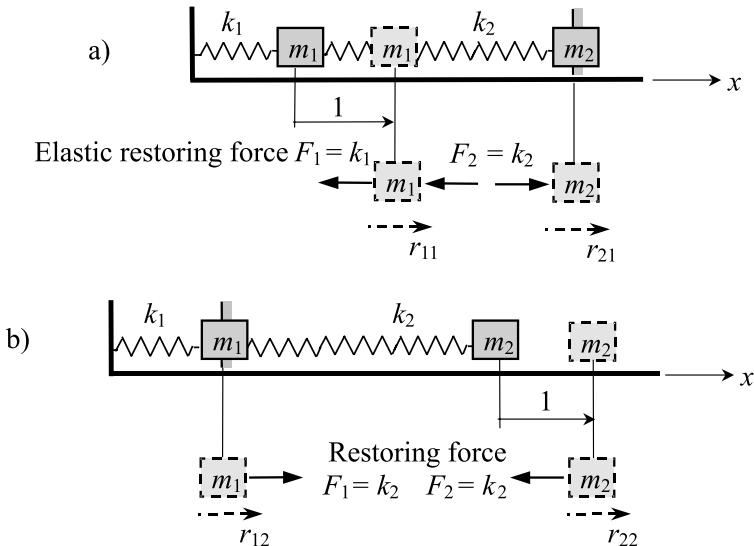 k₁ k₂
a) m₁ m₁ m₂
x
1
Elastic restoring force F₁ = k₁ F₂ = k₂
m₁ m₂
r₁₁ r₂₁
k₁ k₂
b) m₁ m₂ m₂
x
1
Restoring force
m₁ F₁ = k₂ F₂ = k₂ m₂
r₁₂ r₂₂